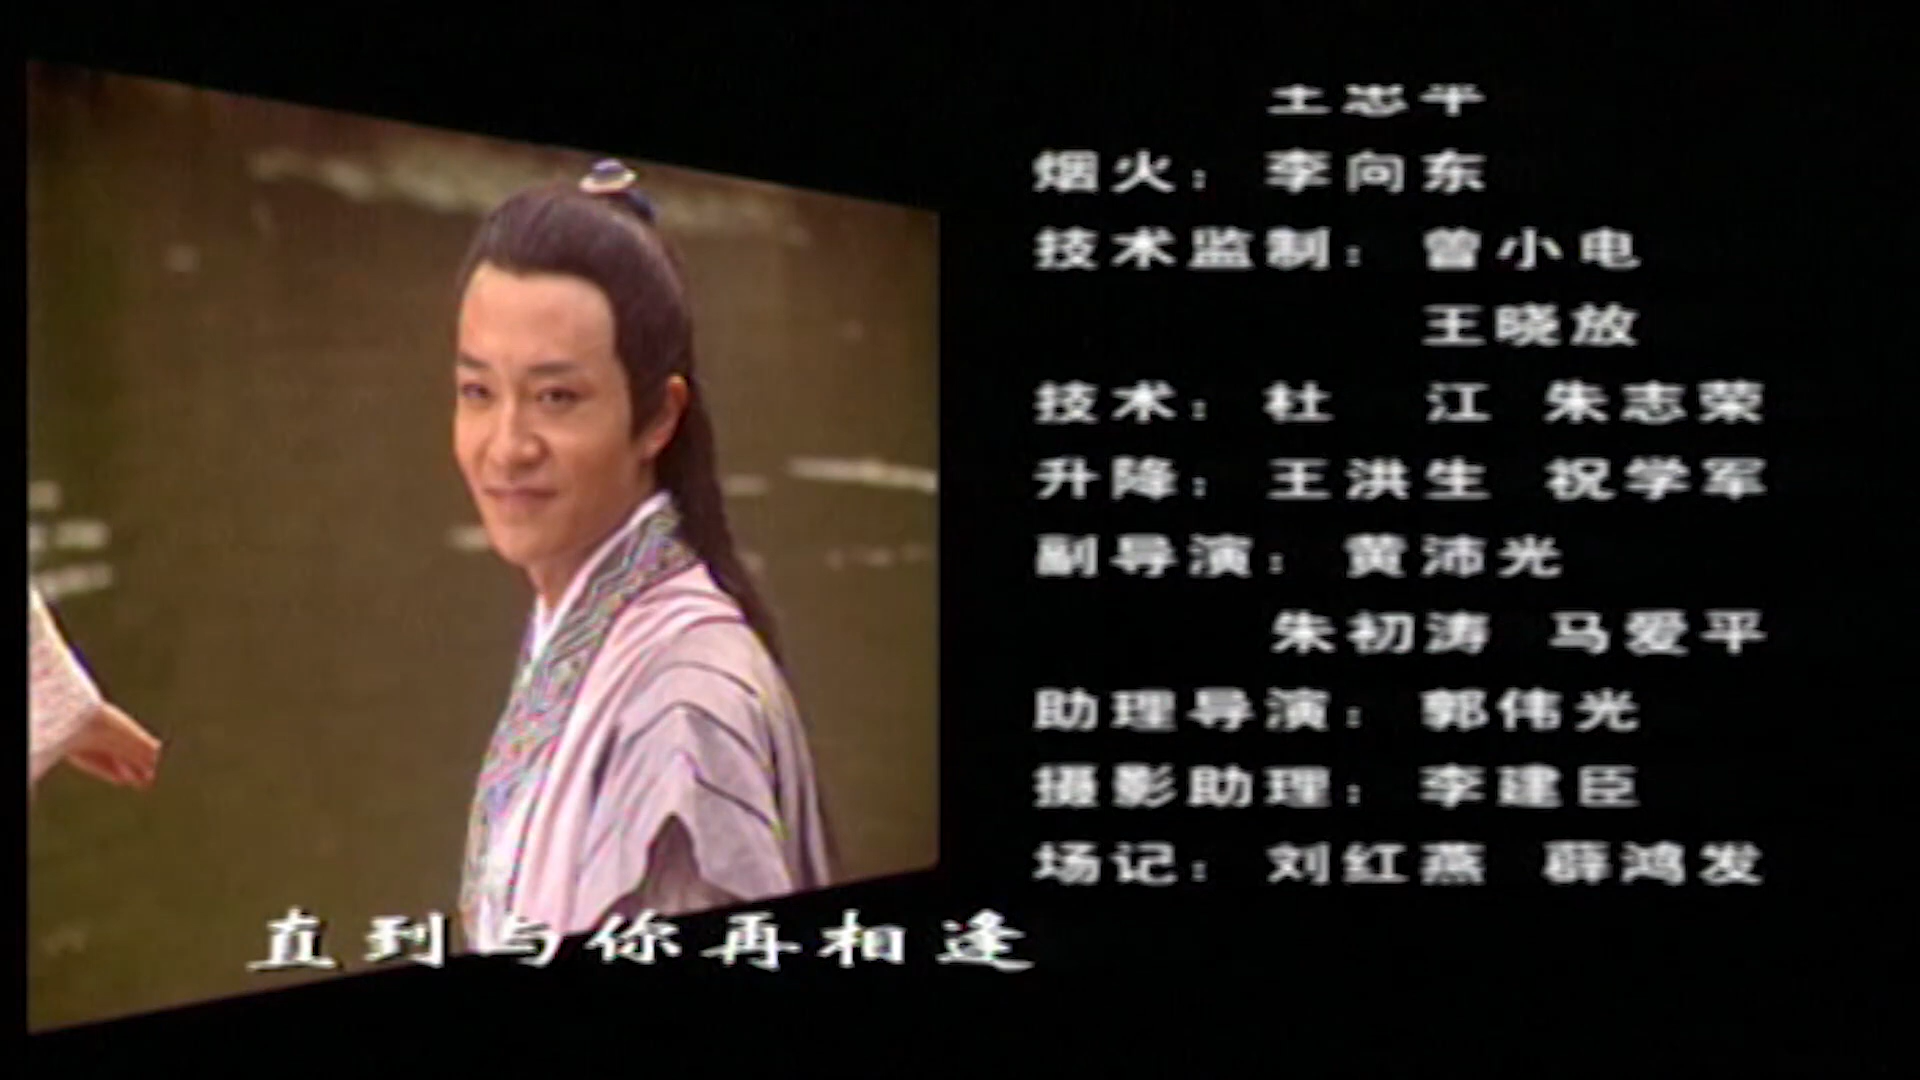 王志平
烟火：李向东
技术监制：曾小电
王晓放
技术：杜 江 朱志荣
升降：王洪生 祝学军
副导演：黄沛光
朱初涛 马爱平
助理导演：郭伟光
摄影助理：李建臣
场记：刘红燕 薛鸿发
直到与你再相逢